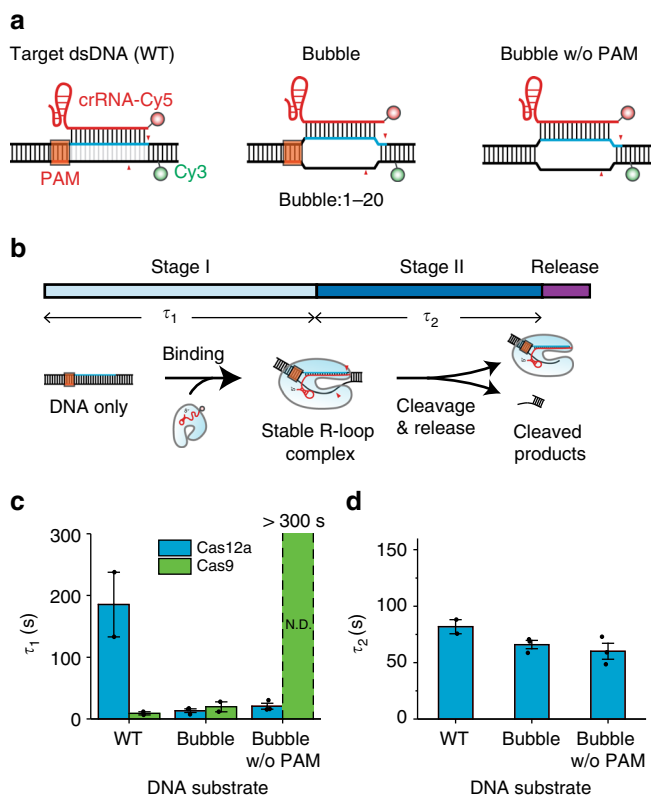 a
Target dsDNA (WT)
Bubble
Bubble w/o PAM
crRNA-Cy5
PAM
Cy3
Bubble:1–20
b
Stage I
Stage II
Release
τ1
τ2
Binding
DNA only
Stable R-loop
complex
Cleavage
& release
Cleaved
products
c
> 300 s
300
200
100
0
τ1 (s)
Cas12a
Cas9
N.D.
WT
Bubble
Bubble
w/o PAM
DNA substrate
d
150
100
50
0
τ2 (s)
WT
Bubble
Bubble
w/o PAM
DNA substrate